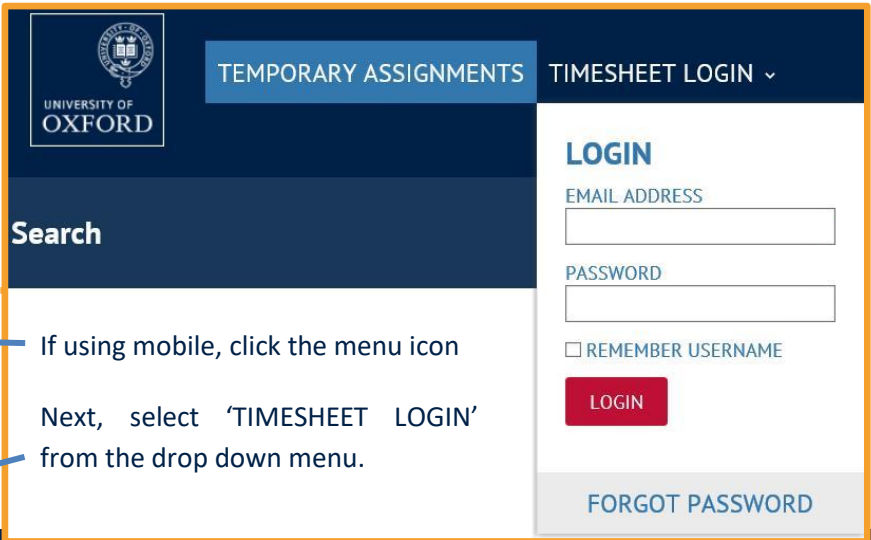 UNIVERSITY OF
OXFORD
TEMPORARY ASSIGNMENTS
TIMESHEET LOGIN
Search
LOGIN
EMAIL ADDRESS
PASSWORD
REMEMBER USERNAME
LOGIN
FORGOT PASSWORD
If using mobile, click the menu icon
Next, select ‘TIMESHEET LOGIN’
from the drop down menu.